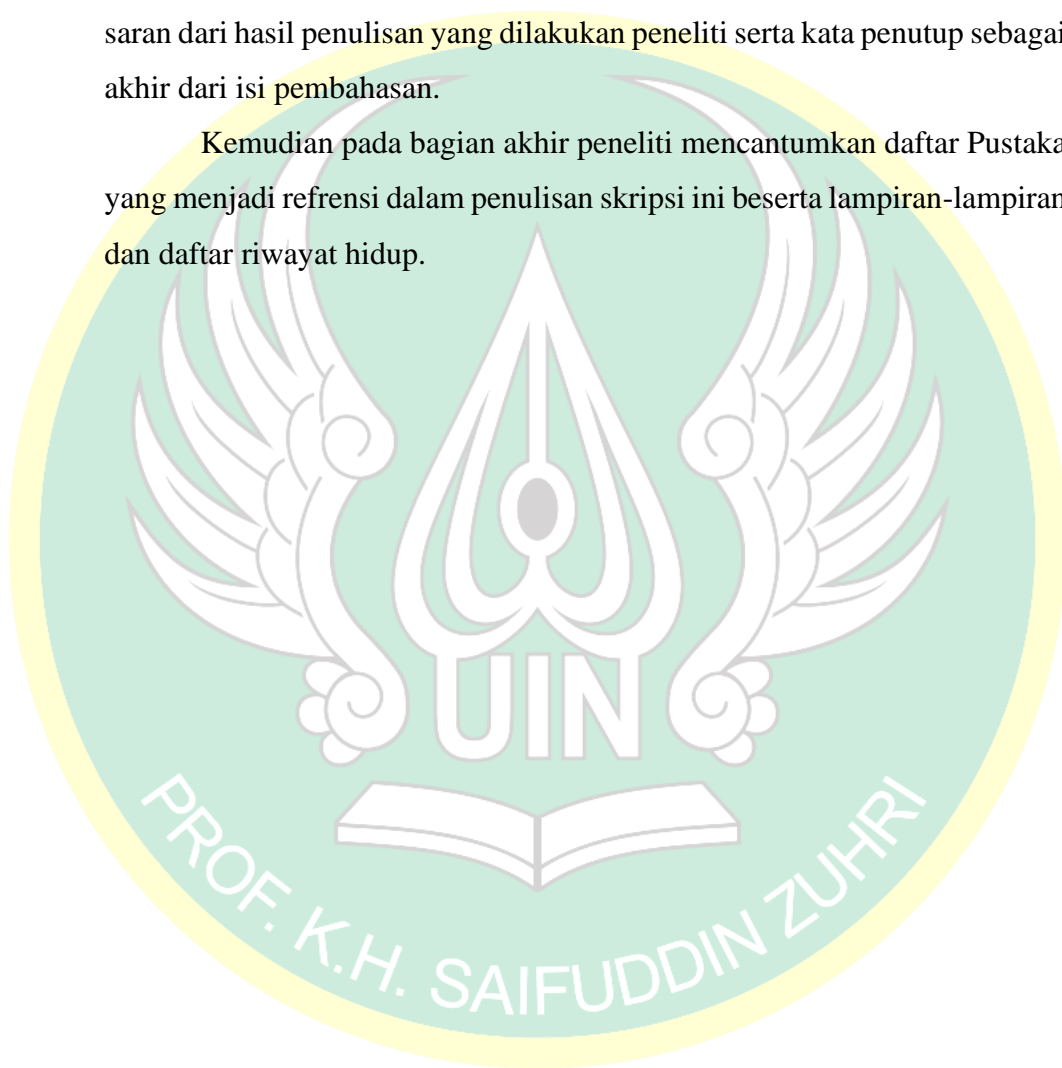 saran dari hasil penulisan yang dilakukan peneliti serta kata penutup sebagai
akhir dari isi pembahasan.
Kemudian pada bagian akhir peneliti mencantumkan daftar Pustaka
yang menjadi refrensi dalam penulisan skripsi ini beserta lampiran-lampiran
dan daftar riwayat hidup.
UIN
PROF. K.H. SAIFUDDIN ZUHRI